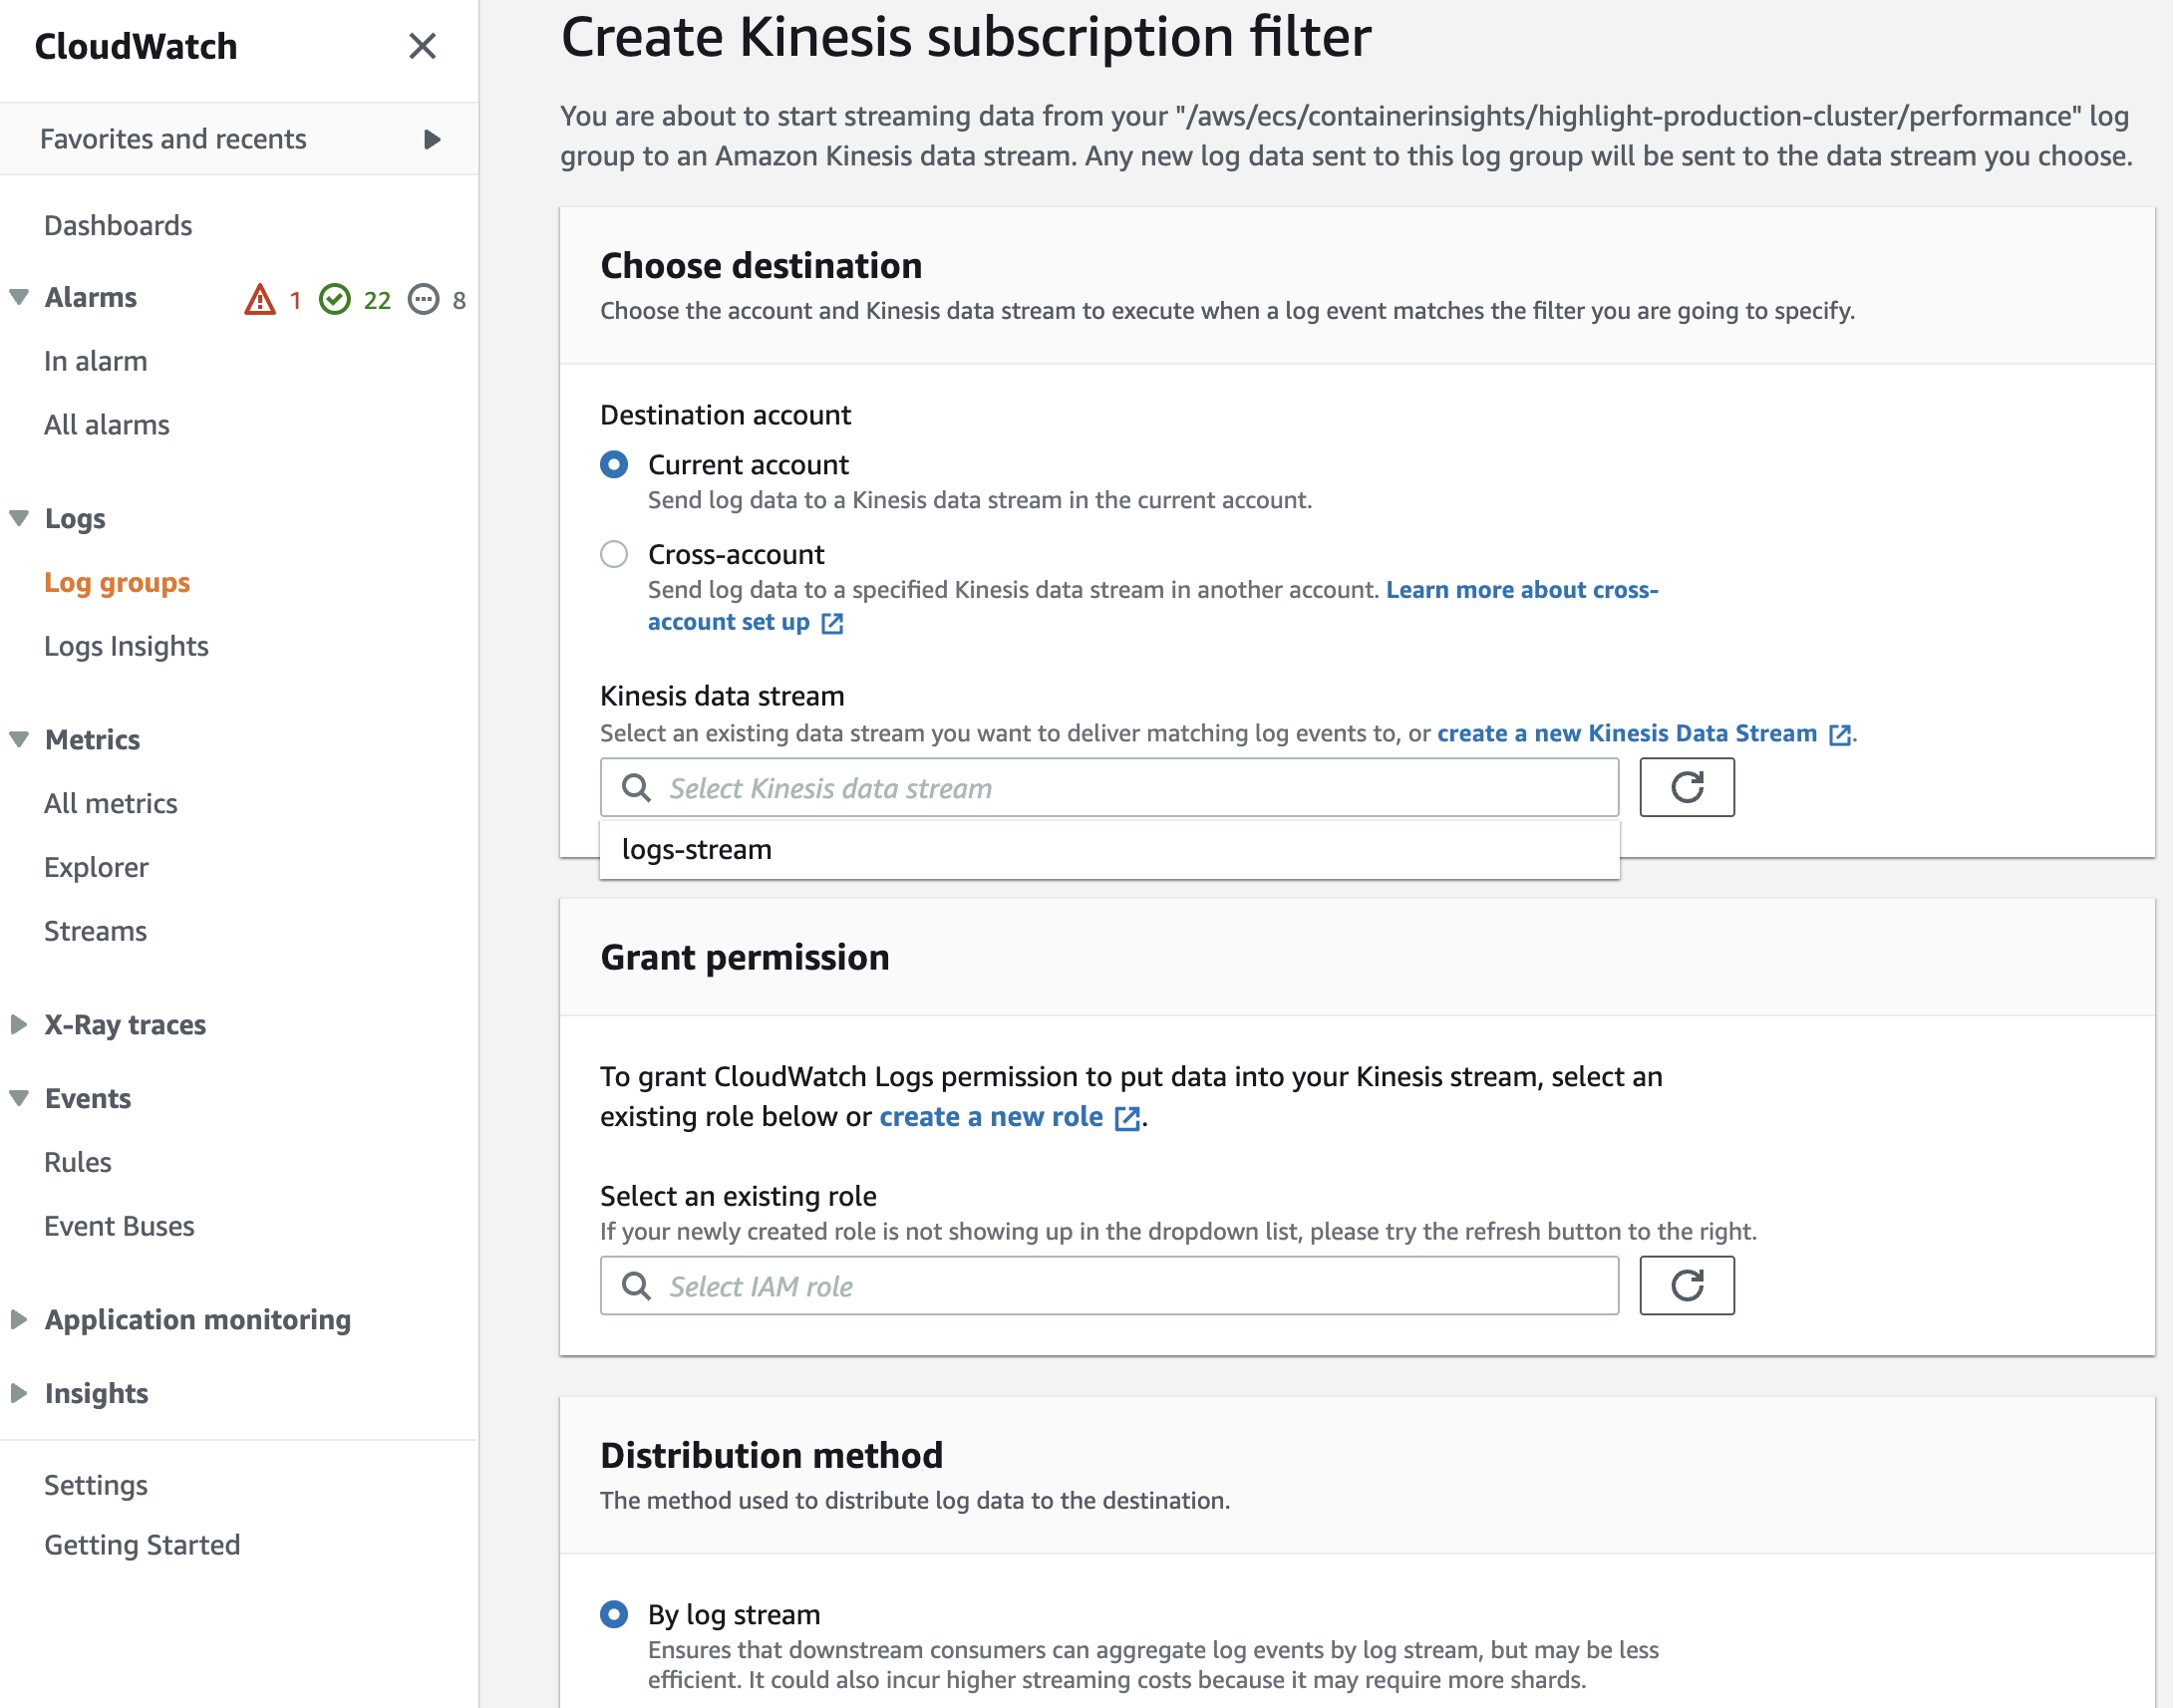 CloudWatch
Favorites and recents
Dashboards
Alarms 1 22 8
In alarm
All alarms
Logs
Log groups
Logs Insights
Metrics
All metrics
Explorer
Streams
X-Ray traces
Events
Rules
Event Buses
Application monitoring
Insights
Settings
Getting Started
Create Kinesis subscription filter
You are about to start streaming data from your "/aws/ecs/containerinsights/highlight-production-cluster/performance" log
group to an Amazon Kinesis data stream. Any new log data sent to this log group will be sent to the data stream you choose.
Choose destination
Choose the account and Kinesis data stream to execute when a log event matches the filter you are going to specify.
Destination account
Current account
Send log data to a Kinesis data stream in the current account.
Cross-account
Send log data to a specified Kinesis data stream in another account. Learn more about cross-
account set up
Kinesis data stream
Select an existing data stream you want to deliver matching log events to, or create a new Kinesis Data Stream .
Select Kinesis data stream
logs-stream
Grant permission
To grant CloudWatch Logs permission to put data into your Kinesis stream, select an
existing role below or create a new role .
Select an existing role
If your newly created role is not showing up in the dropdown list, please try the refresh button to the right.
Select IAM role
Distribution method
The method used to distribute log data to the destination.
By log stream
Ensures that downstream consumers can aggregate log events by log stream, but may be less
efficient. It could also incur higher streaming costs because it may require more shards.